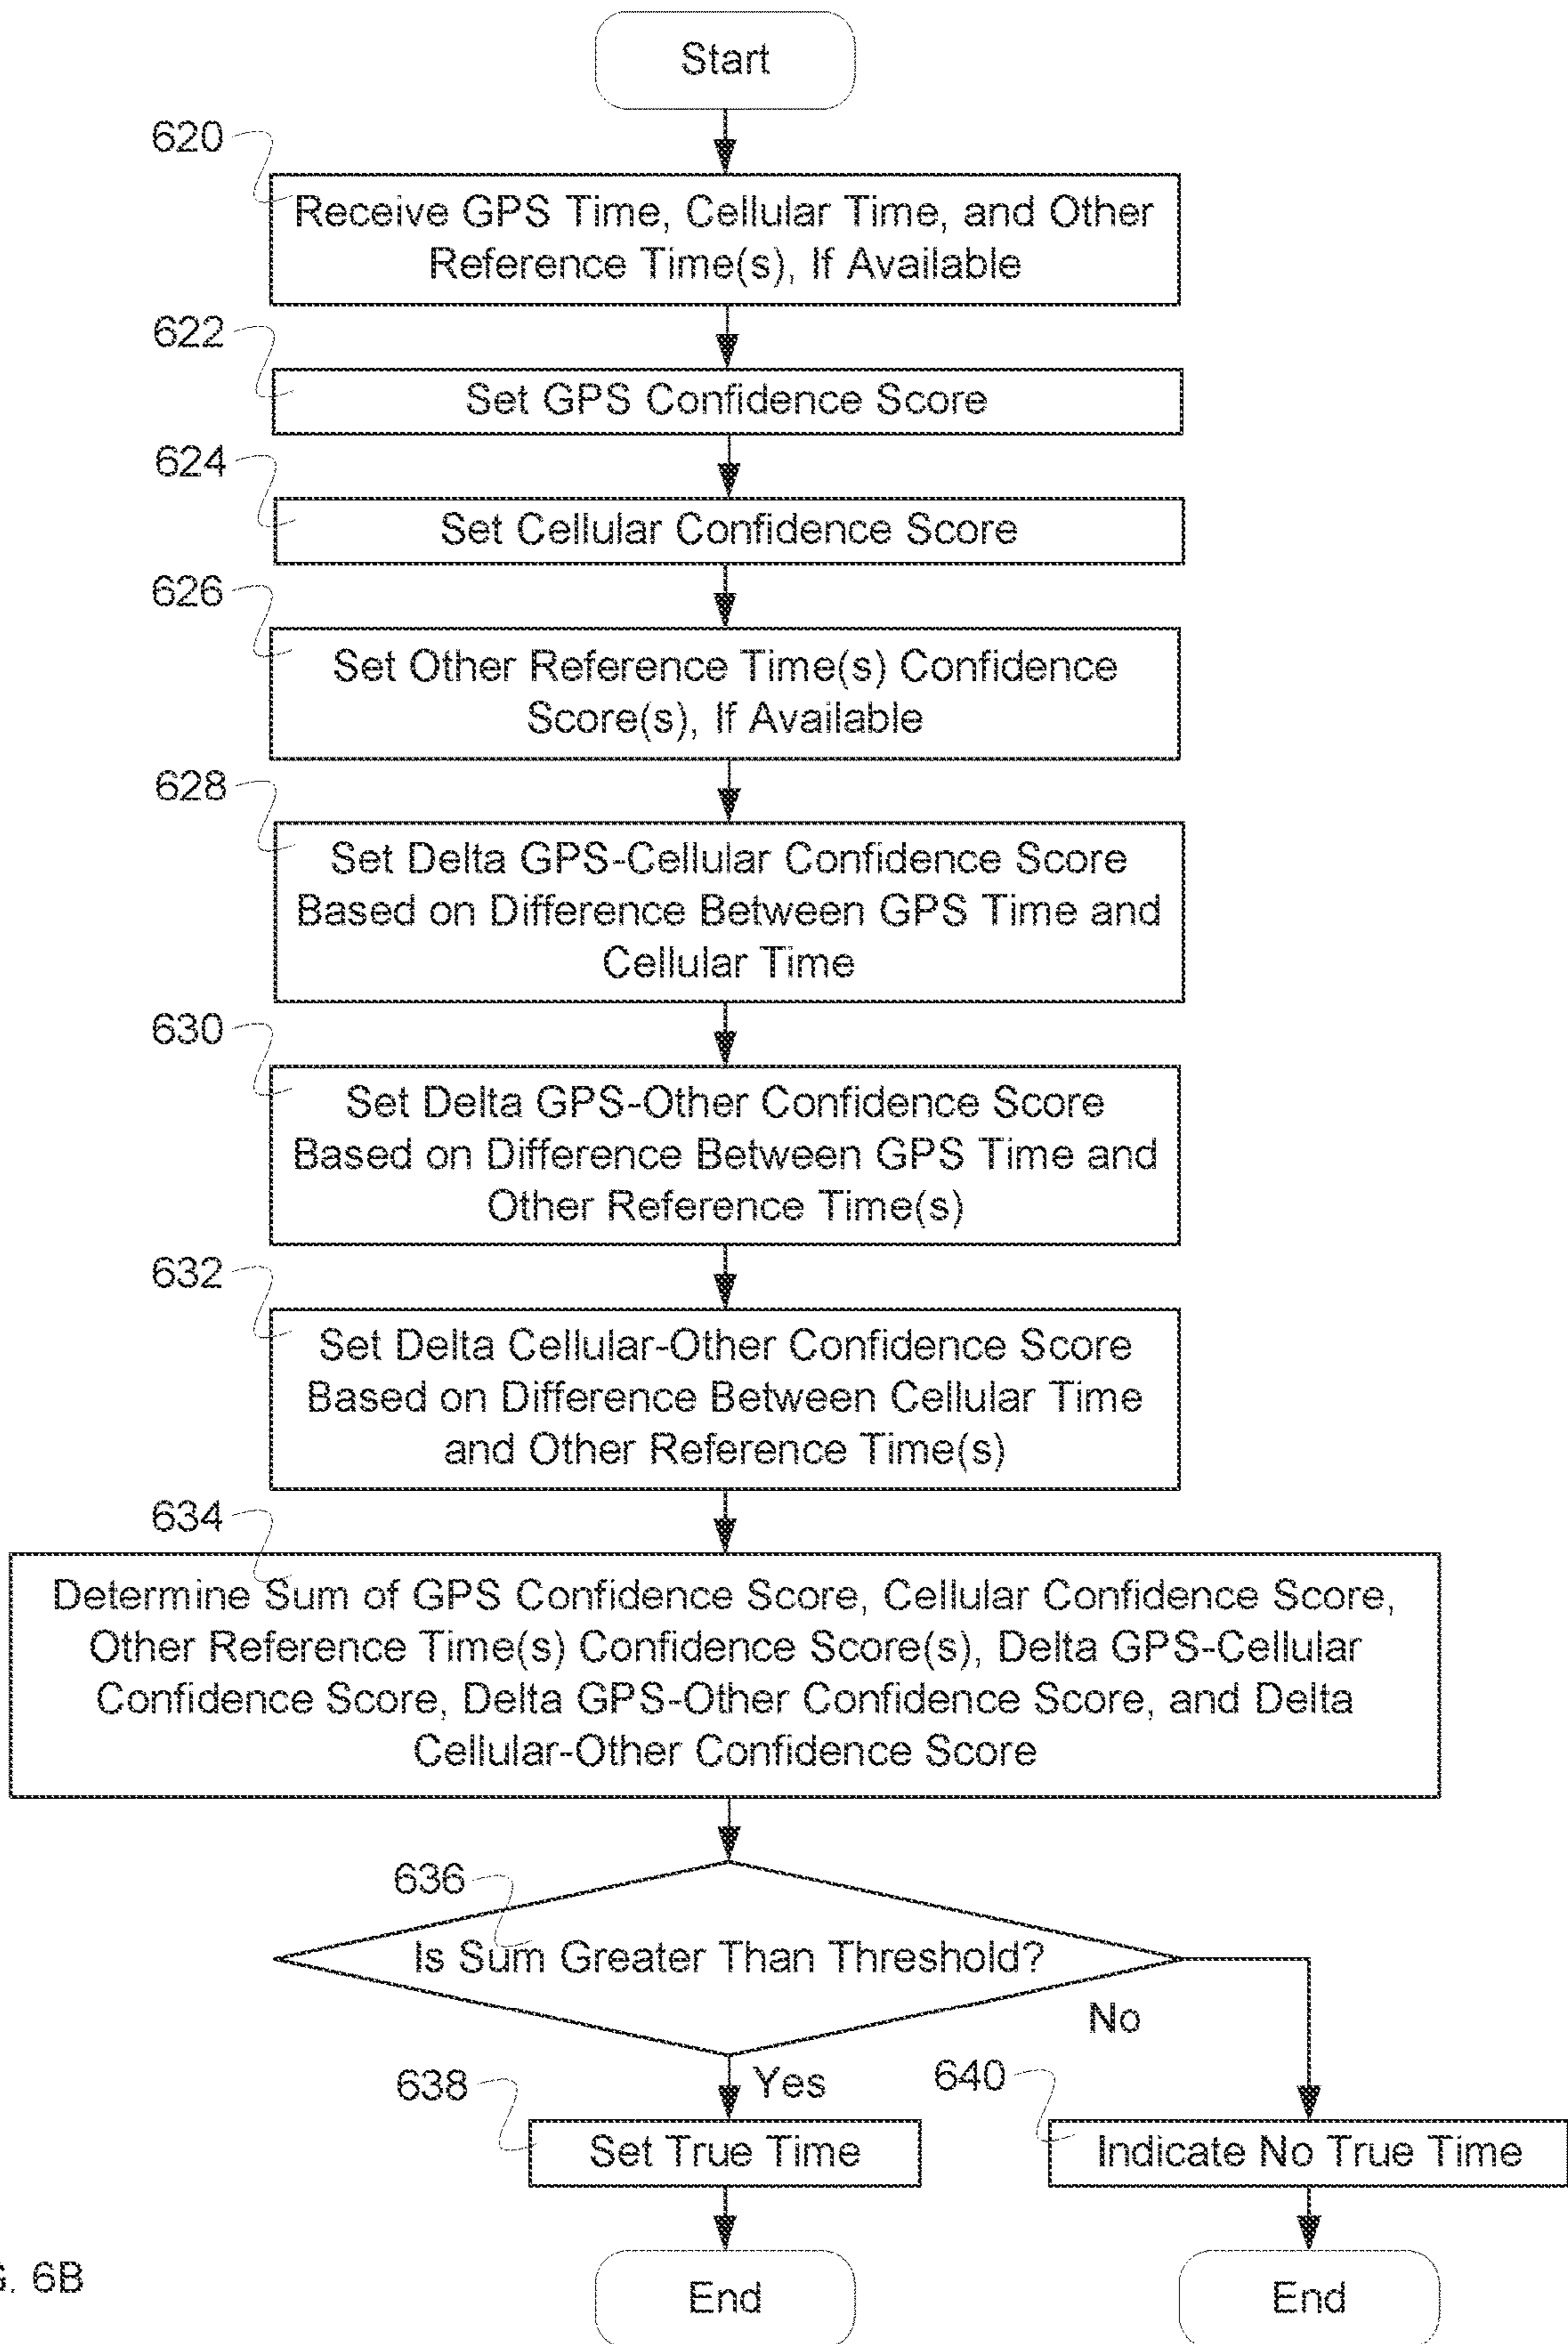 Start
620
Receive GPS Time, Cellular Time, and Other
Reference Time(s), If Available
622
Set GPS Confidence Score
624
Set Cellular Confidence Score
626
Set Other Reference Time(s) Confidence
Score(s), If Available
628
Set Delta GPS-Cellular Confidence Score
Based on Difference Between GPS Time and
Cellular Time
630
Set Delta GPS-Other Confidence Score
Based on Difference Between GPS Time and
Other Reference Time(s)
632
Set Delta Cellular-Other Confidence Score
Based on Difference Between Cellular Time
and Other Reference Time(s)
634
Determine Sum of GPS Confidence Score, Cellular Confidence Score,
Other Reference Time(s) Confidence Score(s), Delta GPS-Cellular
Confidence Score, Delta GPS-Other Confidence Score, and Delta
Cellular-Other Confidence Score
636
Is Sum Greater Than Threshold?
No
Yes
638
640
Set True Time
Indicate No True Time
End
End
6B